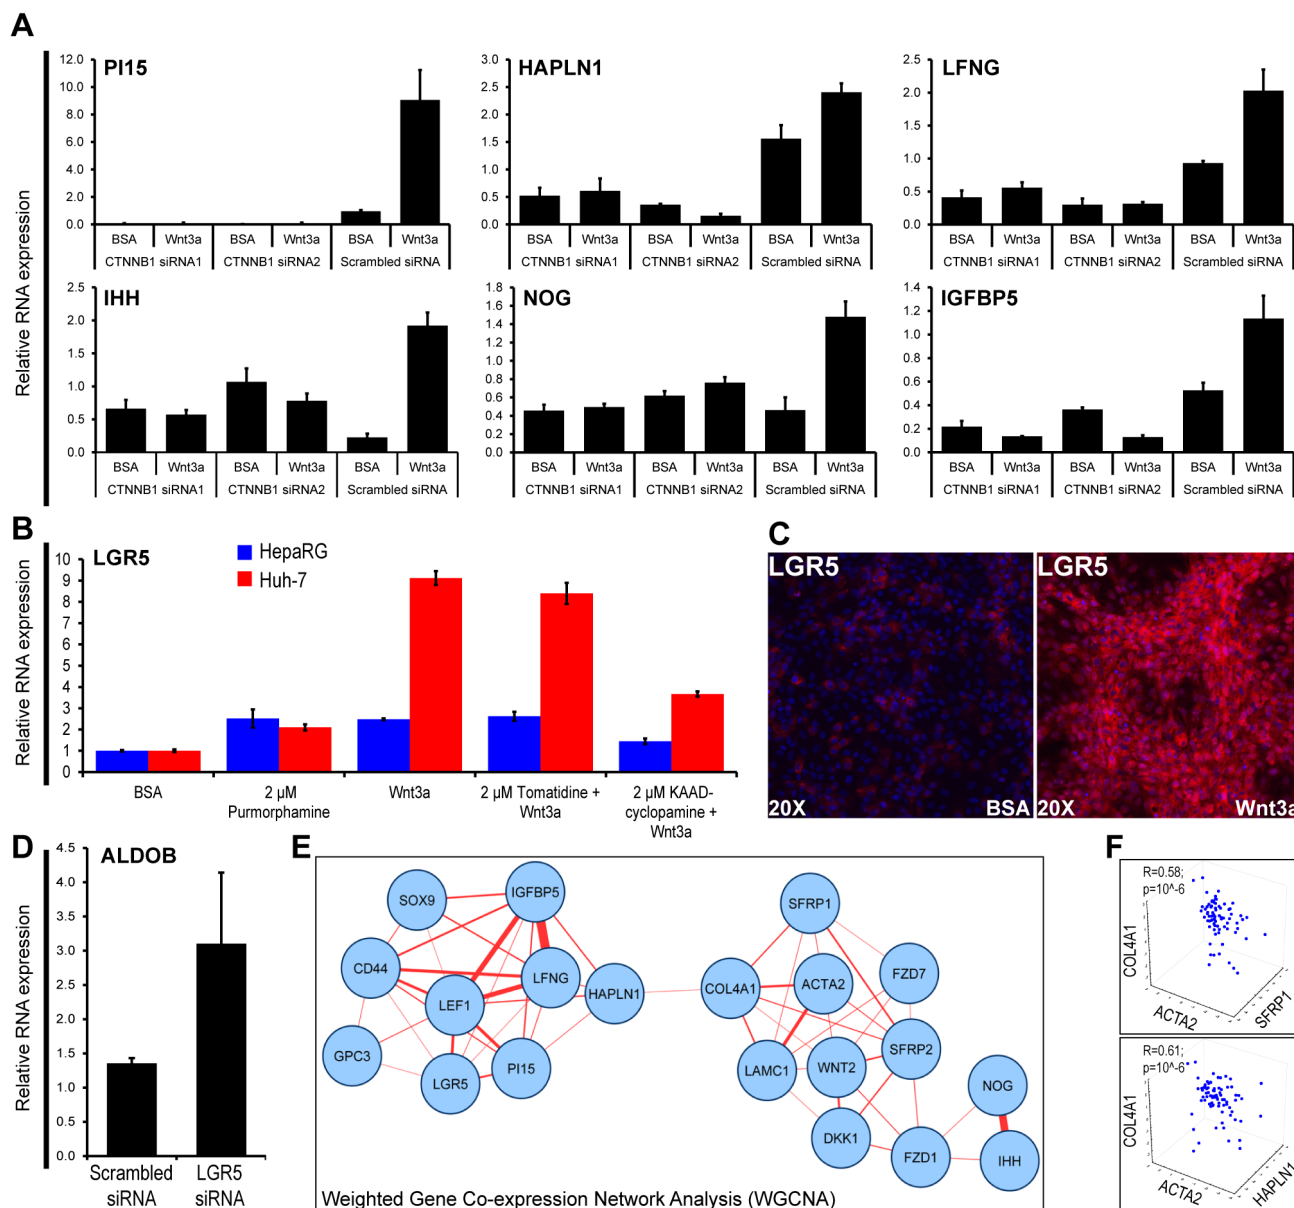 A
Relative RNA expression
PI15
12.0
10.0
8.0
6.0
4.0
2.0
0.0
BSA Wnt3a BSA Wnt3a BSA Wnt3a
CTNNB1 siRNA1 CTNNB1 siRNA2 Scrambled siRNA
HAPLN1
3.0
2.5
2.0
1.5
1.0
0.5
0.0
BSA Wnt3a BSA Wnt3a BSA Wnt3a
CTNNB1 siRNA1 CTNNB1 siRNA2 Scrambled siRNA
LFNG
2.5
2.0
1.5
1.0
0.5
0.0
BSA Wnt3a BSA Wnt3a BSA Wnt3a
CTNNB1 siRNA1 CTNNB1 siRNA2 Scrambled siRNA
IHH
2.5
2.0
1.5
1.0
0.5
0.0
BSA Wnt3a BSA Wnt3a BSA Wnt3a
CTNNB1 siRNA1 CTNNB1 siRNA2 Scrambled siRNA
NOG
1.8
1.6
1.4
1.2
1.0
0.8
0.6
0.4
0.2
0.0
BSA Wnt3a BSA Wnt3a BSA Wnt3a
CTNNB1 siRNA1 CTNNB1 siRNA2 Scrambled siRNA
IGFBP5
1.4
1.2
1.0
0.8
0.6
0.4
0.2
0.0
BSA Wnt3a BSA Wnt3a BSA Wnt3a
CTNNB1 siRNA1 CTNNB1 siRNA2 Scrambled siRNA
B
Relative RNA expression
LGR5
HepaRG
Huh-7
10
9
8
7
6
5
4
3
2
1
0
BSA
2 µM
Purmorphamine
Wnt3a
2 µM Tomatidine +
Wnt3a
2 µM KAAD-
cyclopamine +
Wnt3a
C
LGR5
20X BSA
LGR5
20X Wnt3a
D
Relative RNA expression
ALDOB
4.5
4.0
3.5
3.0
2.5
2.0
1.5
1.0
0.5
0.0
Scrambled
siRNA
LGR5
siRNA
E
SOX9
IGFBP5
CD44
LFNG
HAPLN1
LEF1
GPC3
LGR5
PI15
SFRP1
COL4A1
ACTA2
FZD7
LAMC1
WNT2
SFRP2
NOG
DKK1
FZD1
IHH
Weighted Gene Co-expression Network Analysis (WGCNA)
F
R=0.58;
p=10^-6
COL4A1
ACTA2
SFRP1
R=0.61;
p=10^-6
COL4A1
ACTA2
HAPLN1